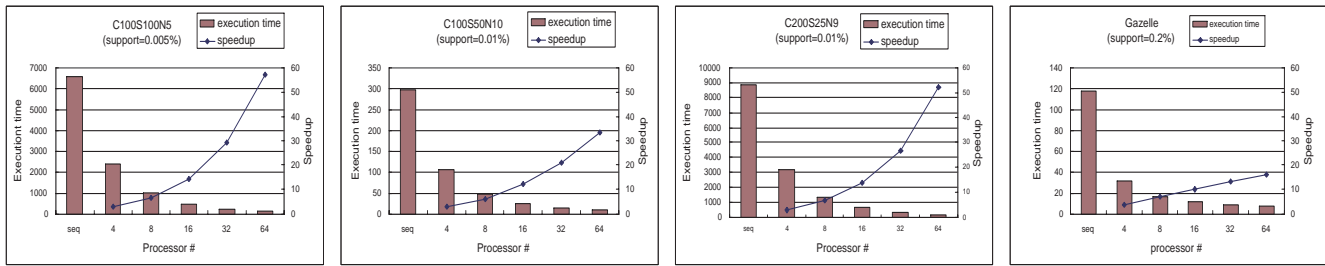 C100S100N5
(support=0.005%)
execution time
speedup
7000
6000
5000
4000
3000
2000
1000
0
60
50
40
30
20
10
0
Executiont time
Speedup
seq 4 8 16 32 64
Processor #
C100S50N10
(support=0.01%)
execution time
speedup
350
300
250
200
150
100
50
0
60
50
40
30
20
10
0
Execution time
Speedup
seq 4 8 16 32 64
Processor #
C200S25N9
(support=0.01%)
execution time
speedup
10000
9000
8000
7000
6000
5000
4000
3000
2000
1000
0
60
50
40
30
20
10
0
Execution time
Speedup
seq 4 8 16 32 64
Processor #
Gazelle
(support=0.2%)
execution time
speedup
140
120
100
80
60
40
20
0
60
50
40
30
20
10
0
Execution time
Speedup
seq 4 8 16 32 64
processor #